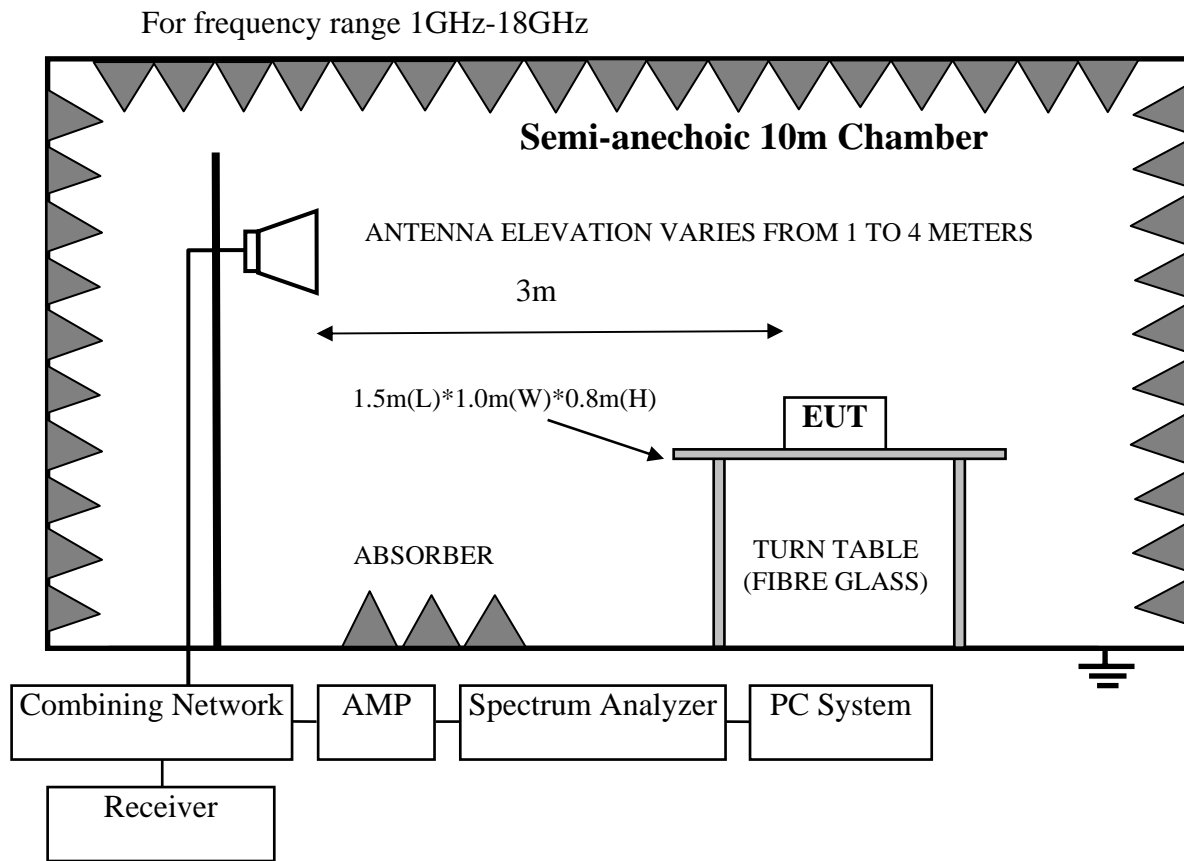 For frequency range 1GHz-18GHz
Semi-anechoic 10m Chamber
ANTENNA ELEVATION VARIES FROM 1 TO 4 METERS
3m
1.5m(L)*1.0m(W)*0.8m(H)
EUT
ABSORBER
TURN TABLE
(FIBRE GLASS)
Combining Network
AMP
Spectrum Analyzer
PC System
Receiver